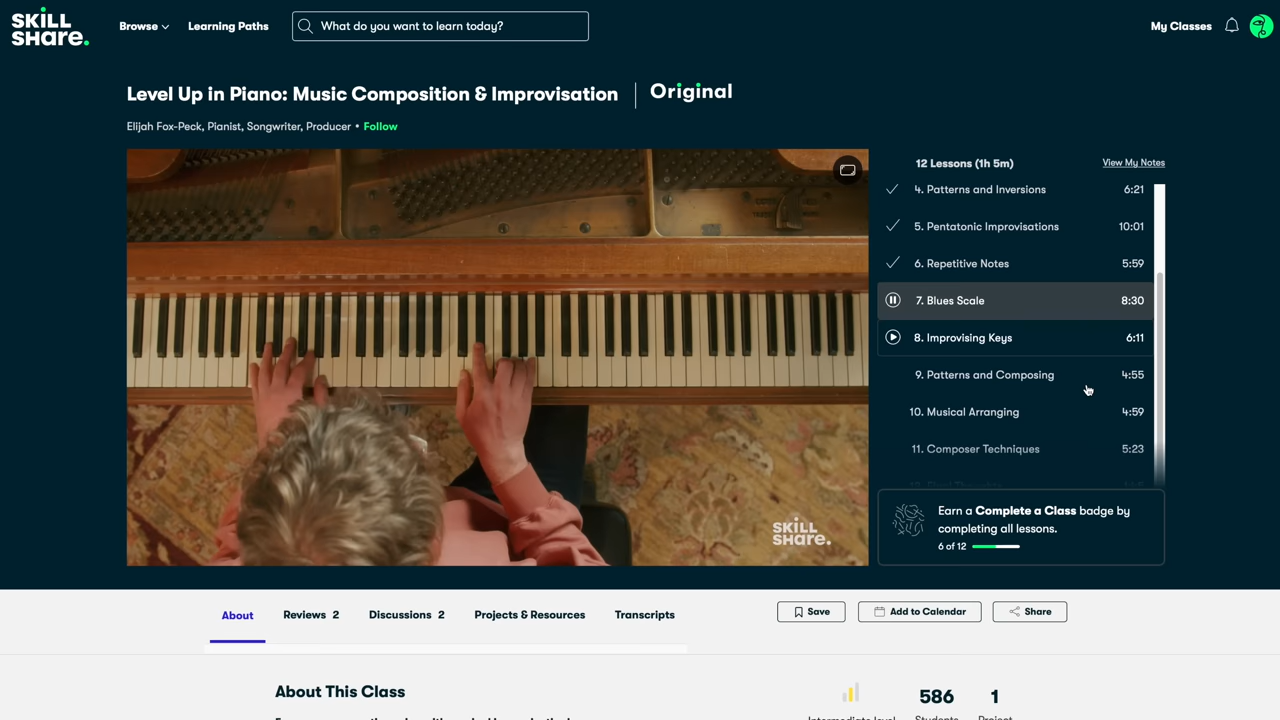 SKILL SHARE.
Browse
Learning Paths
What do you want to learn today?
My Classes
Level Up in Piano: Music Composition & Improvisation
Original
Elijah Fox-Peck, Pianist, Songwriter, Producer • Follow
12 Lessons (1h 5m)
View My Notes
4. Patterns and Inversions 6:21
5. Pentatonic Improvisations 10:01
6. Repetitive Notes 5:59
7. Blues Scale 8:30
8. Improvising Keys 6:11
9. Patterns and Composing 4:55
10. Musical Arranging 4:59
11. Composer Techniques 5:23
SKILL SHARE.
Earn a Complete a Class badge by
completing all lessons.
6 of 12
About
Reviews 2
Discussions 2
Projects & Resources
Transcripts
Save
Add to Calendar
Share
About This Class
586
1
Intermediate level
Students
Project